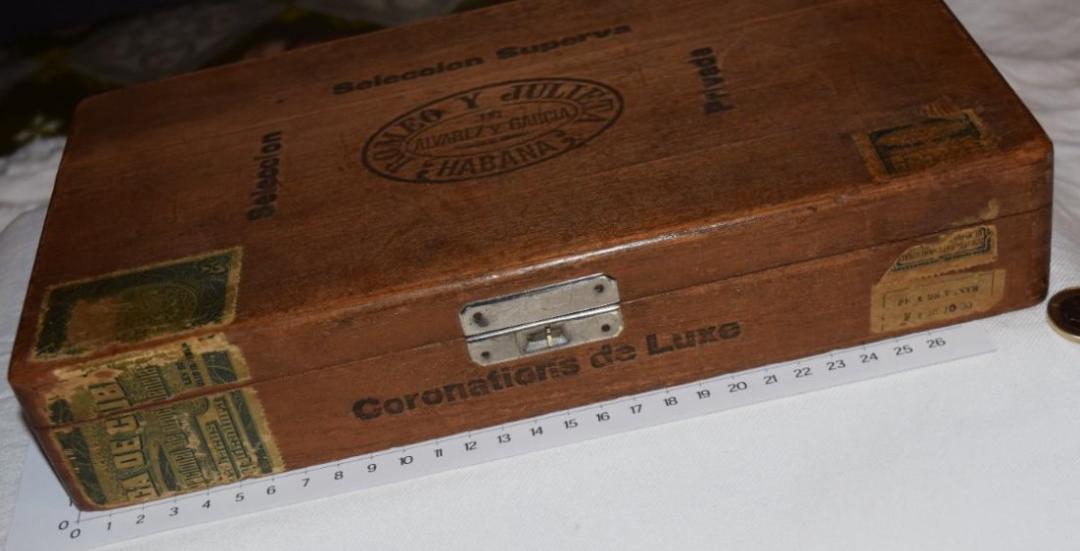 Seleccion Superva
Seleccion
Privada
ROMEO Y JULIETA
DE
ALVAREZ Y GARCIA
HABANA
Coronations de Luxe
0
0 1 2 3 4 5 6 7 8 9 10 11 12 13 14 15 16 17 18 19 20 21 22 23 24 25 26